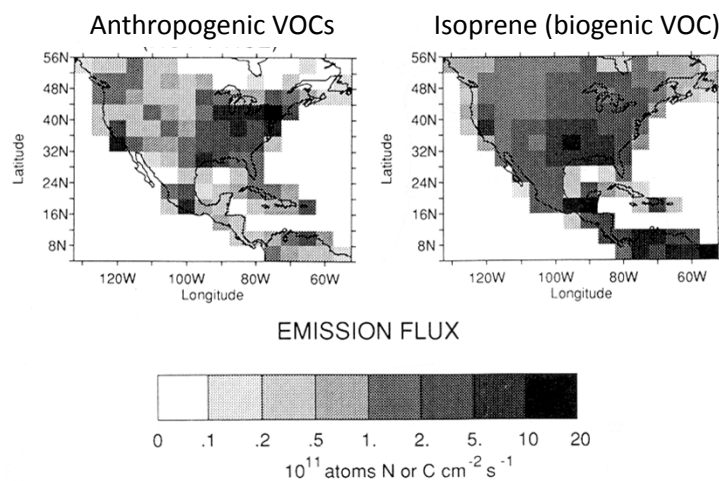 Anthropogenic VOCs
Isoprene (biogenic VOC)
56N
48N
40N
32N
24N
16N
8N
Latitude
120W 100W 80W 60W
Longitude
56N
48N
40N
32N
24N
16N
8N
Latitude
120W 100W 80W 60W
Longitude
EMISSION FLUX
0 .1 .2 .5 1. 2. 5. 10 20
10¹¹ atoms N or C cm⁻² s⁻¹